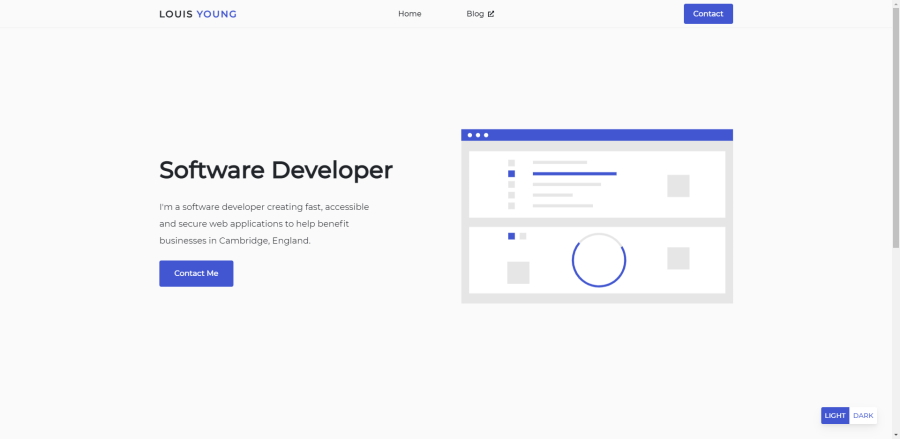 LOUIS YOUNG
Home
Blog
Contact
Software Developer
I'm a software developer creating fast, accessible
and secure web applications to help benefit
businesses in Cambridge, England.
Contact Me
LIGHT DARK